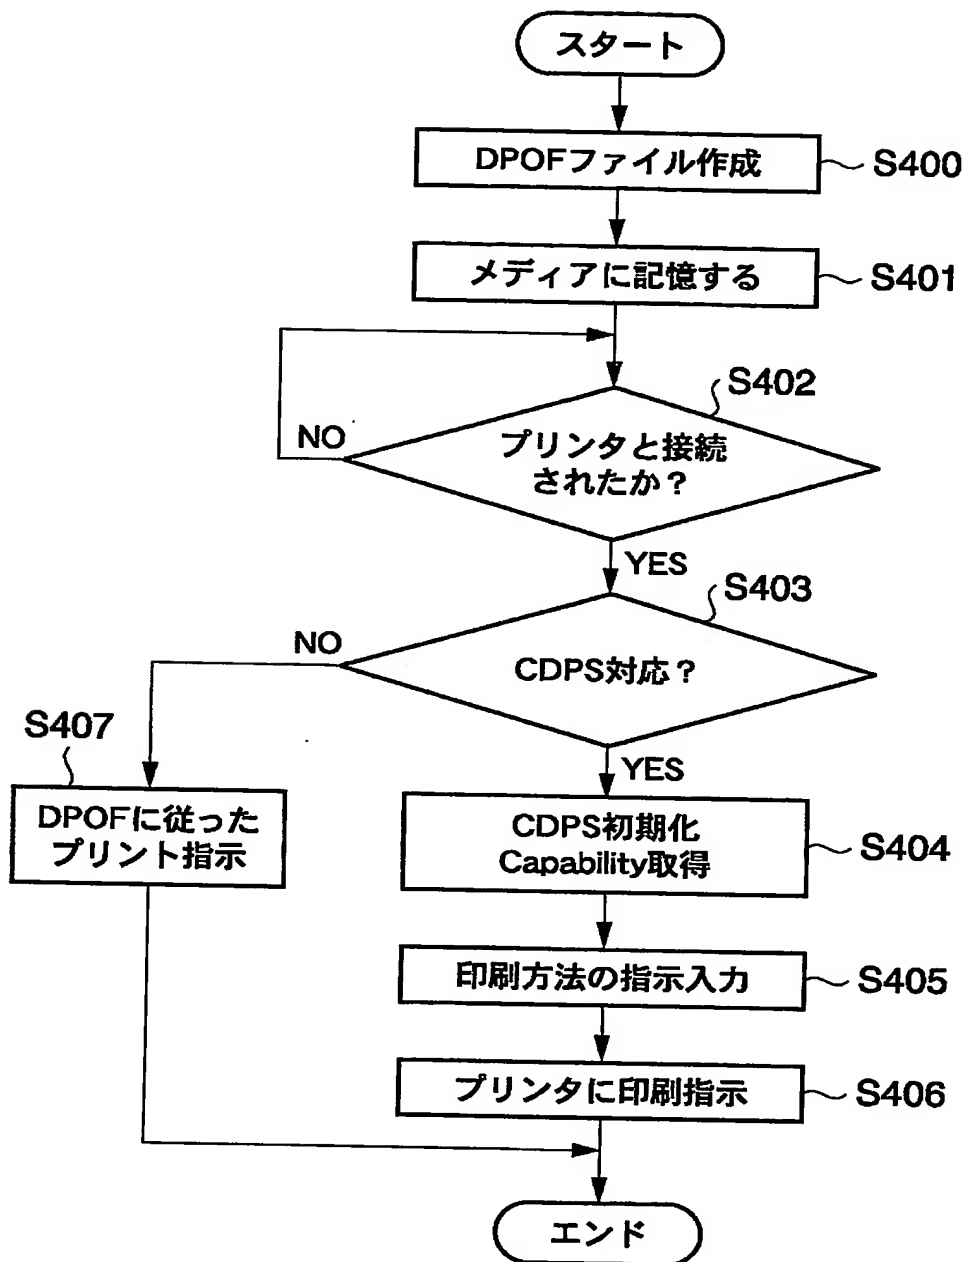 スタート
DPOFファイル作成
S400
メディアに記憶する
S401
S402
NO
プリンタと接続
されたか?
YES
S403
NO
CDPS対応?
S407
YES
DPOFに従った
プリント指示
CDPS初期化
Capability取得
S404
印刷方法の指示入力
S405
プリンタに印刷指示
S406
エンド